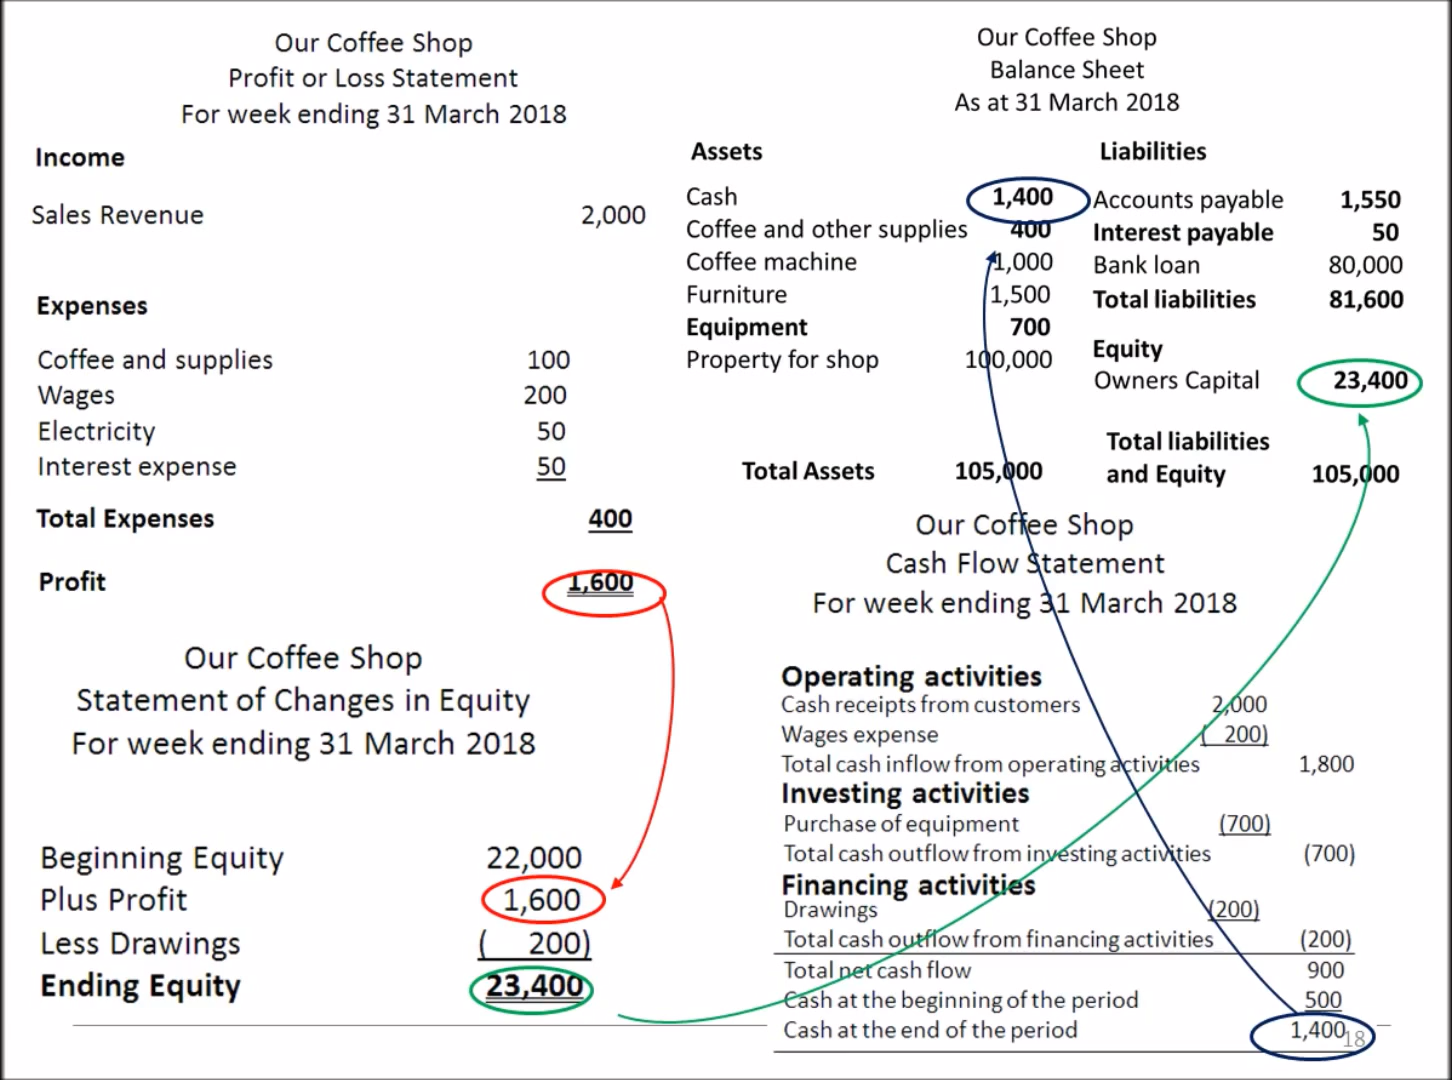 Our Coffee Shop
Profit or Loss Statement
For week ending 31 March 2018
Income
Sales Revenue 2,000
Expenses
Coffee and supplies 100
Wages 200
Electricity 50
Interest expense 50
Total Expenses 400
Profit 1,600
Our Coffee Shop
Statement of Changes in Equity
For week ending 31 March 2018
Beginning Equity 22,000
Plus Profit 1,600
Less Drawings ( 200)
Ending Equity 23,400
Our Coffee Shop
Balance Sheet
As at 31 March 2018
Assets
Cash 1,400
Coffee and other supplies 400
Coffee machine 1,000
Furniture 1,500
Equipment 700
Property for shop 100,000
Total Assets 105,000
Liabilities
Accounts payable 1,550
Interest payable 50
Bank loan 80,000
Total liabilities 81,600
Equity
Owners Capital 23,400
Total liabilities
and Equity 105,000
Our Coffee Shop
Cash Flow Statement
For week ending 31 March 2018
Operating activities
Cash receipts from customers 2,000
Wages expense ( 200)
Total cash inflow from operating activities 1,800
Investing activities
Purchase of equipment (700)
Total cash outflow from investing activities (700)
Financing activities
Drawings (200)
Total cash outflow from financing activities (200)
Total net cash flow 900
Cash at the beginning of the period 500
Cash at the end of the period 1,400
18